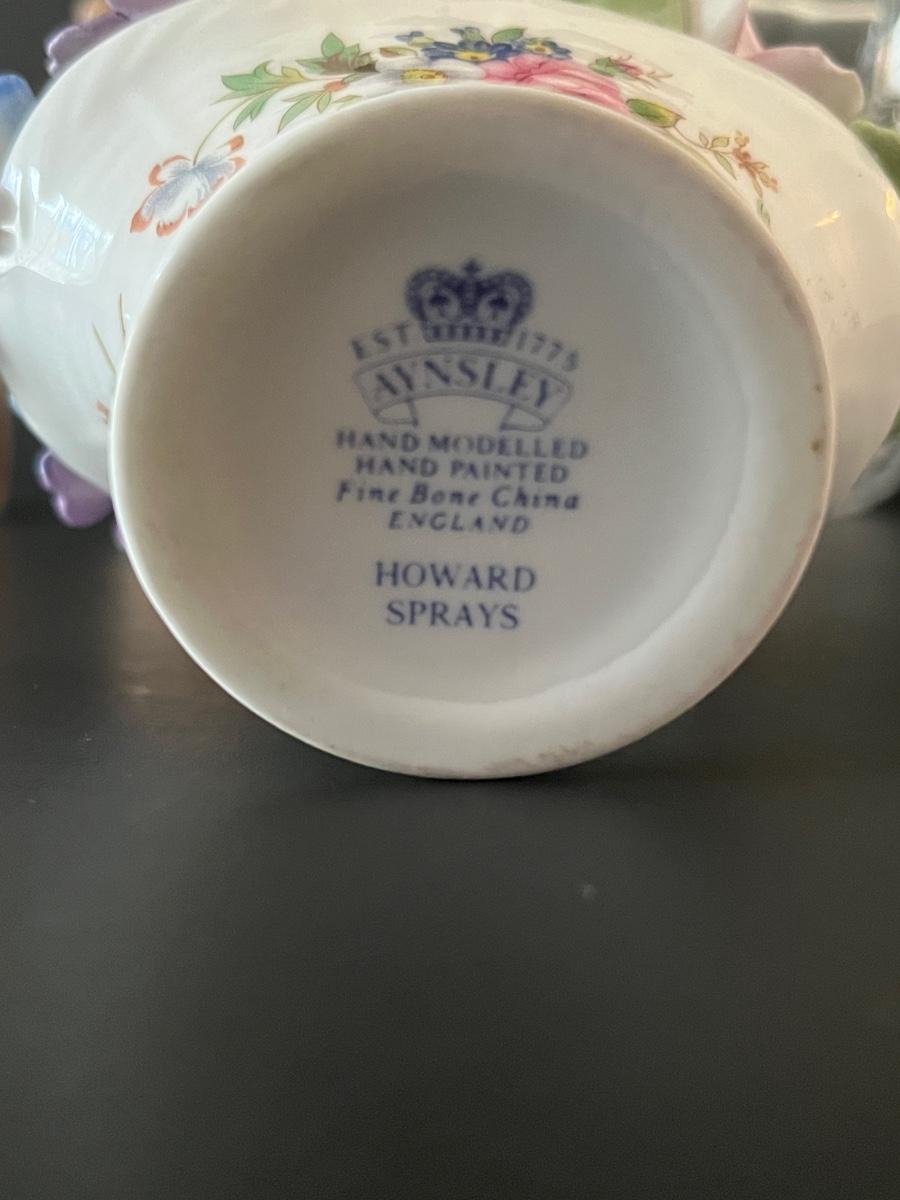 EST 1775
AYNSLEY
HAND MODELLED
HAND PAINTED
Fine Bone China
ENGLAND
HOWARD
SPRAYS